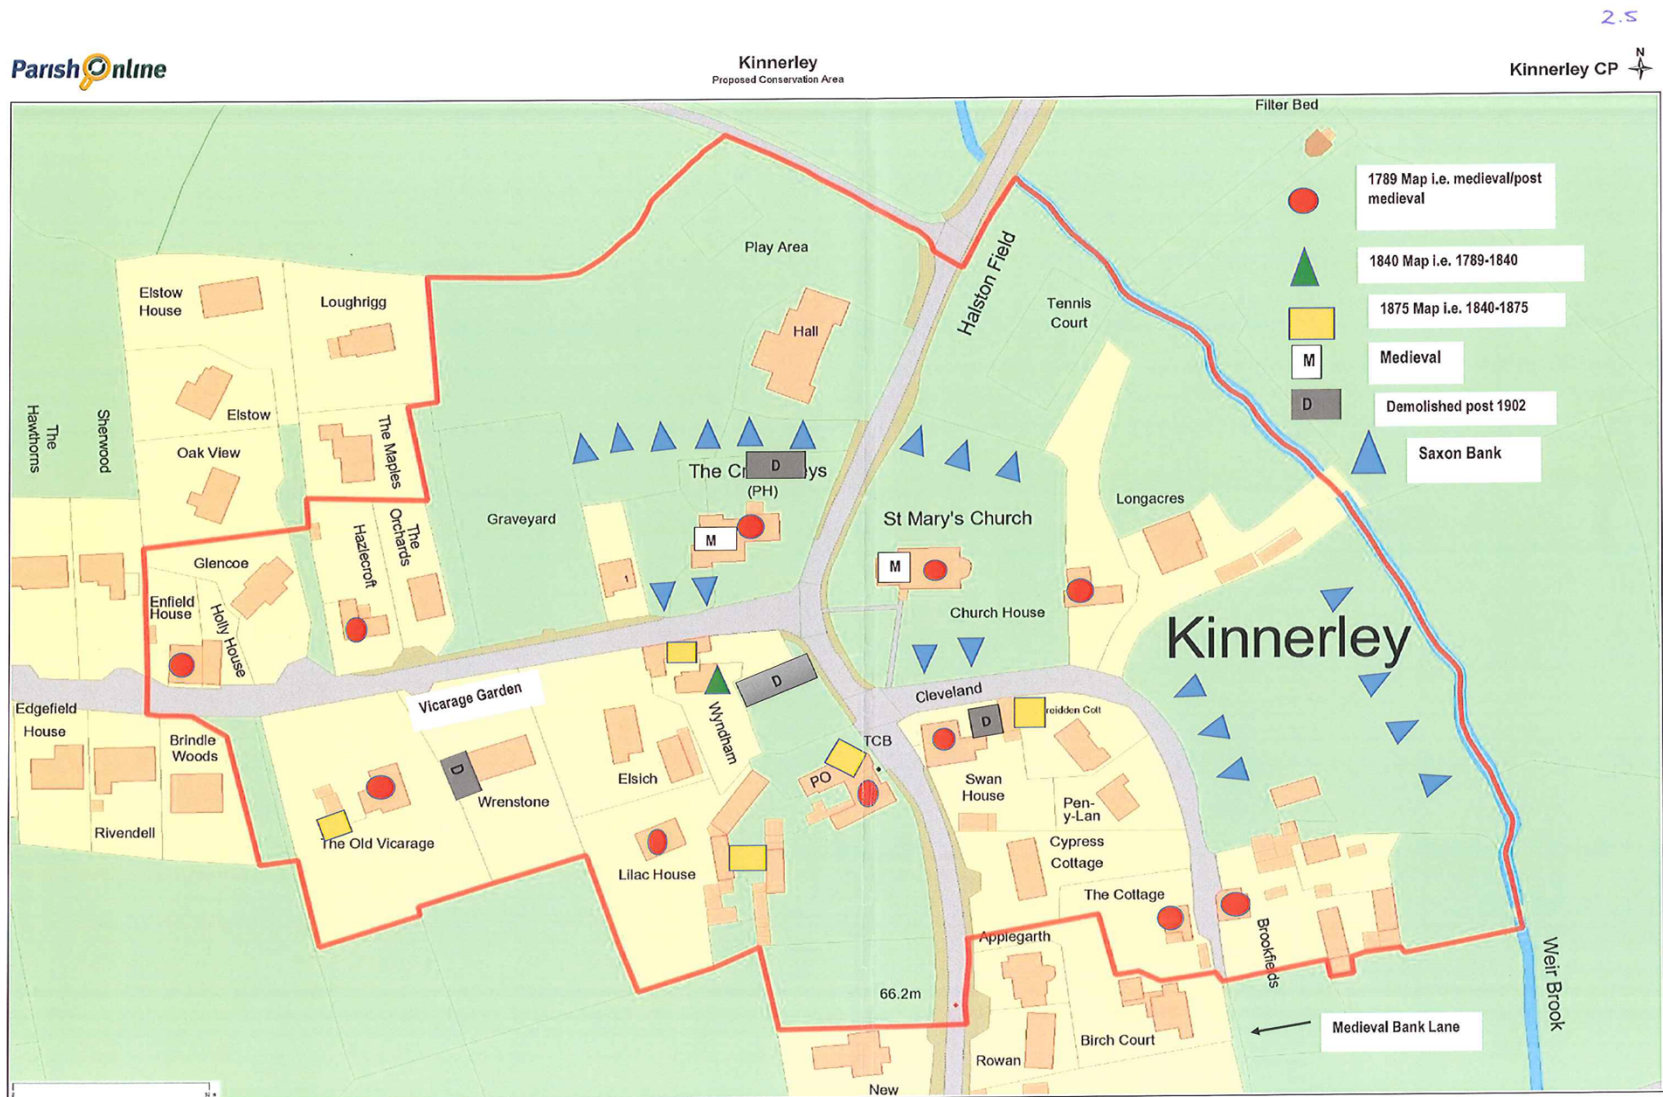 2.5
Parish Online
Kinnerley
Proposed Conservation Area
Kinnerley CP
N
Filter Bed
1789 Map i.e. medieval/post
medieval
1840 Map i.e. 1789-1840
1875 Map i.e. 1840-1875
M
Medieval
D
Demolished post 1902
Saxon Bank
Play Area
Halston Field
Tennis
Court
Hall
Elstow
House
Loughrigg
Elstow
The
Hawthorns
Sherwood
Oak View
The Maples
The
Orchards
Hazlecroft
Graveyard
D
(PH)
M
St Mary's Church
M
Longacres
Glencoe
Enfield
House
Holly House
Church House
Kinnerley
Vicarage Garden
Wyndham
D
Cleveland
D
Edgefield
House
Brindle
Woods
Rivendell
D
Wrenstone
The Old Vicarage
Elsich
Lilac House
TCB
PO
Swan
House
Pen-
y-Lan
Cypress
Cottage
The Cottage
Brookfields
Applegarth
66.2m
Rowan
Birch Court
New
Medieval Bank Lane
Weir Brook